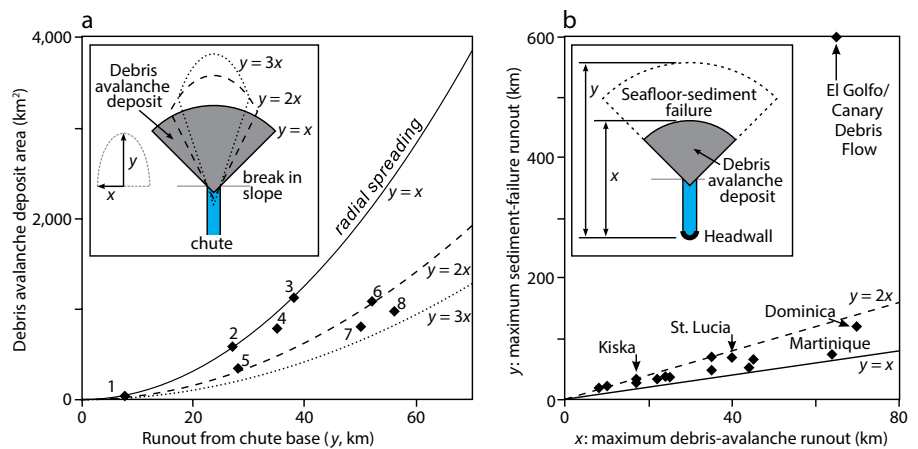 a
Debris avalanche deposit area (km²)
4,000
2,000
0
0
20
40
60
Runout from chute base (y, km)
Debris
avalanche
deposit
y = 3x
y = 2x
y = x
y
x
break in
slope
chute
radial spreading
y = x
y = 2x
y = 3x
1
2
3
4
5
6
7
8
b
y: maximum sediment-failure runout (km)
600
400
200
0
0
40
80
x: maximum debris-avalanche runout (km)
y
x
Seafloor-sediment
failure
Debris
avalanche
deposit
Headwall
El Golfo/
Canary
Debris
Flow
Kiska
St. Lucia
Dominica
Martinique
y = 2x
y = x